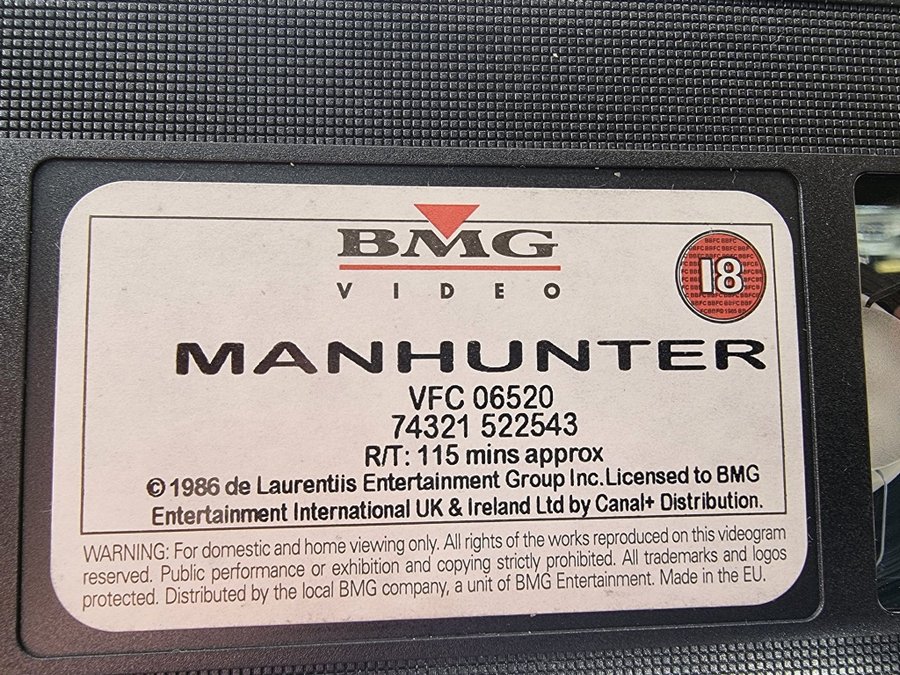 BMG
VIDEO
18
MANHUNTER
VFC 06520
74321 522543
R/T: 115 mins approx
© 1986 de Laurentiis Entertainment Group Inc. Licensed to BMG
Entertainment International UK & Ireland Ltd by Canal+ Distribution.
WARNING: For domestic and home viewing only. All rights of the works reproduced on this videogram
reserved. Public performance or exhibition and copying strictly prohibited. All trademarks and logos
protected. Distributed by the local BMG company, a unit of BMG Entertainment. Made in the EU.